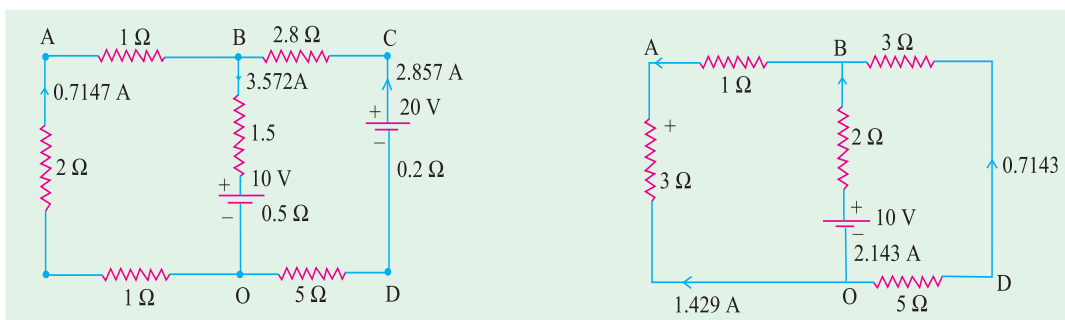 A 1 Ω B 2.8 Ω C
0.7147 A
3.572A
2.857 A
+ 20 V
−
1.5
2 Ω
0.2 Ω
+ 10 V
− 0.5 Ω
1 Ω O 5 Ω D
A 1 Ω B 3 Ω
+
3 Ω
2 Ω
0.7143
+ 10 V
−
2.143 A
1.429 A O 5 Ω D